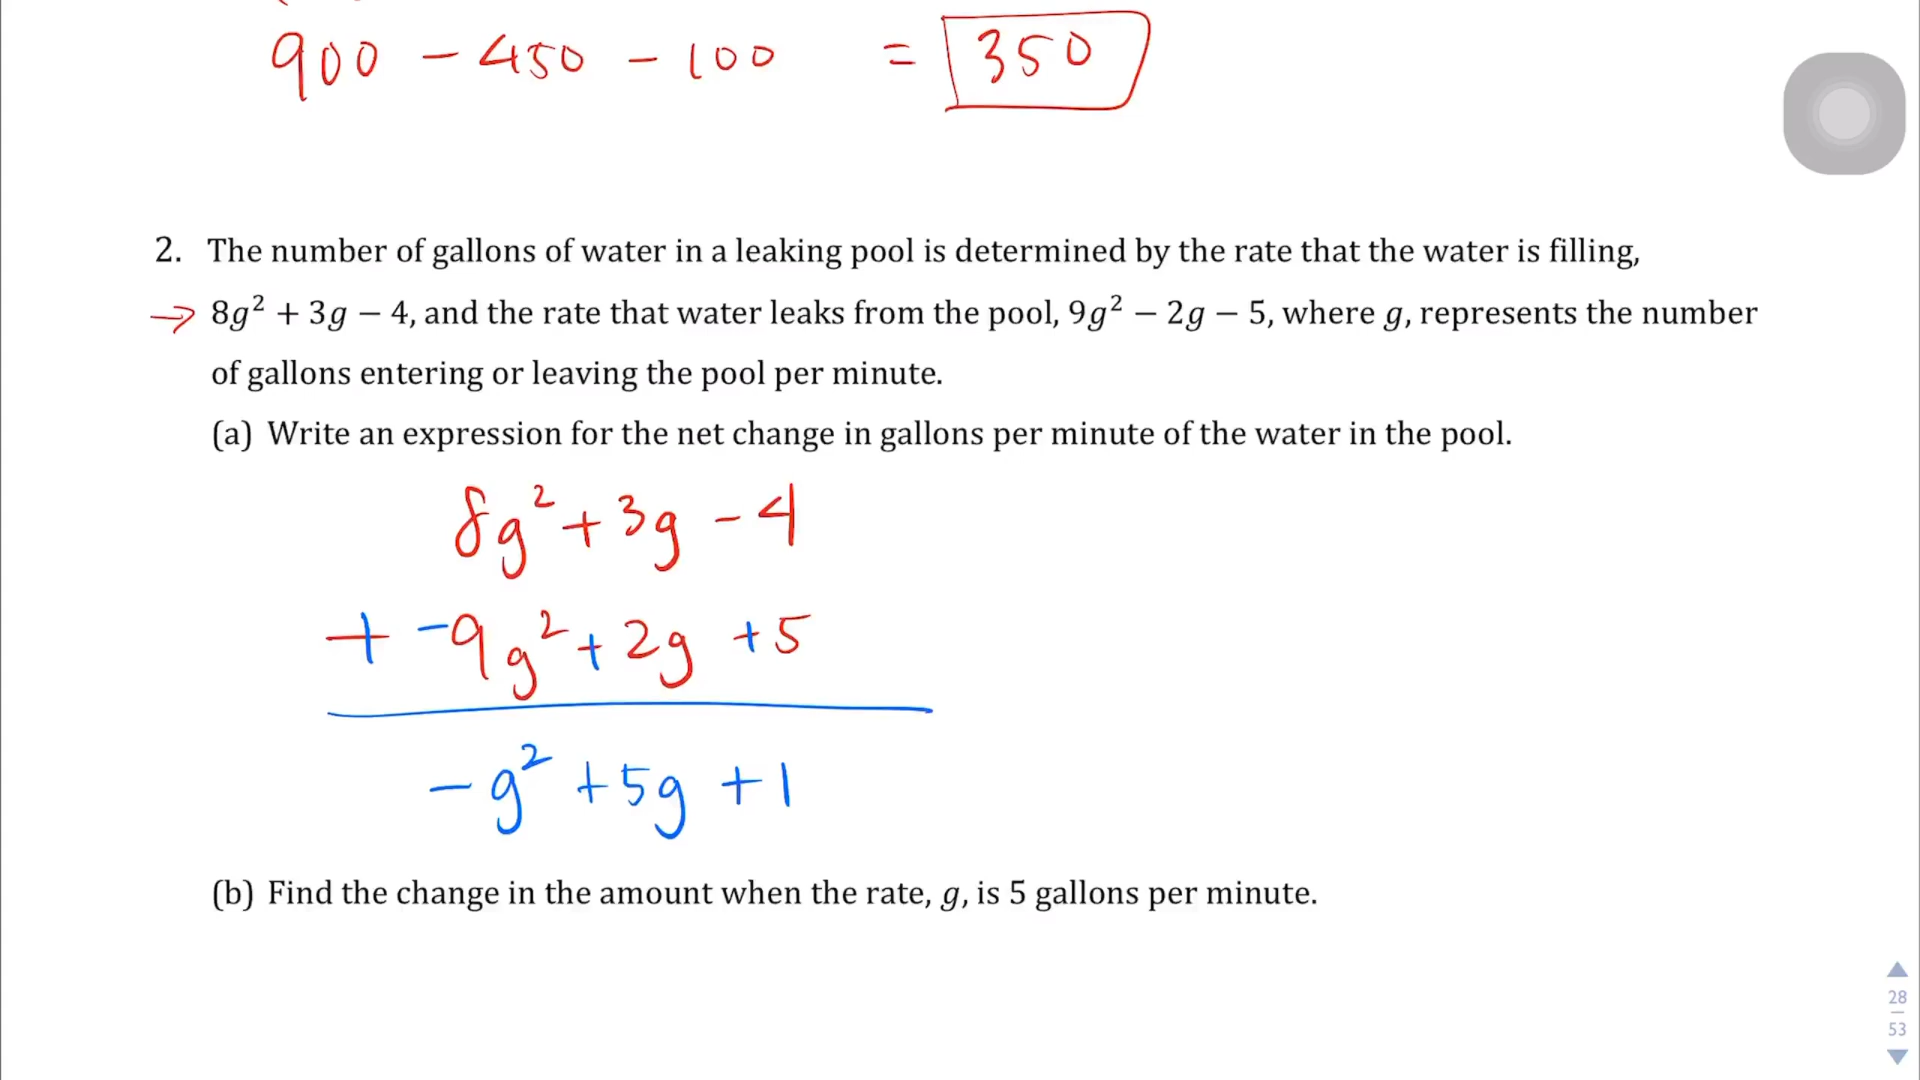 900 - 450 - 100 = 350
2. The number of gallons of water in a leaking pool is determined by the rate that the water is filling,
→ 8g² + 3g − 4, and the rate that water leaks from the pool, 9g² − 2g − 5, where g, represents the number
of gallons entering or leaving the pool per minute.
(a) Write an expression for the net change in gallons per minute of the water in the pool.
8g² + 3g - 4
+ -9g² + 2g + 5
- g² + 5g + 1
(b) Find the change in the amount when the rate, g, is 5 gallons per minute.
28
53